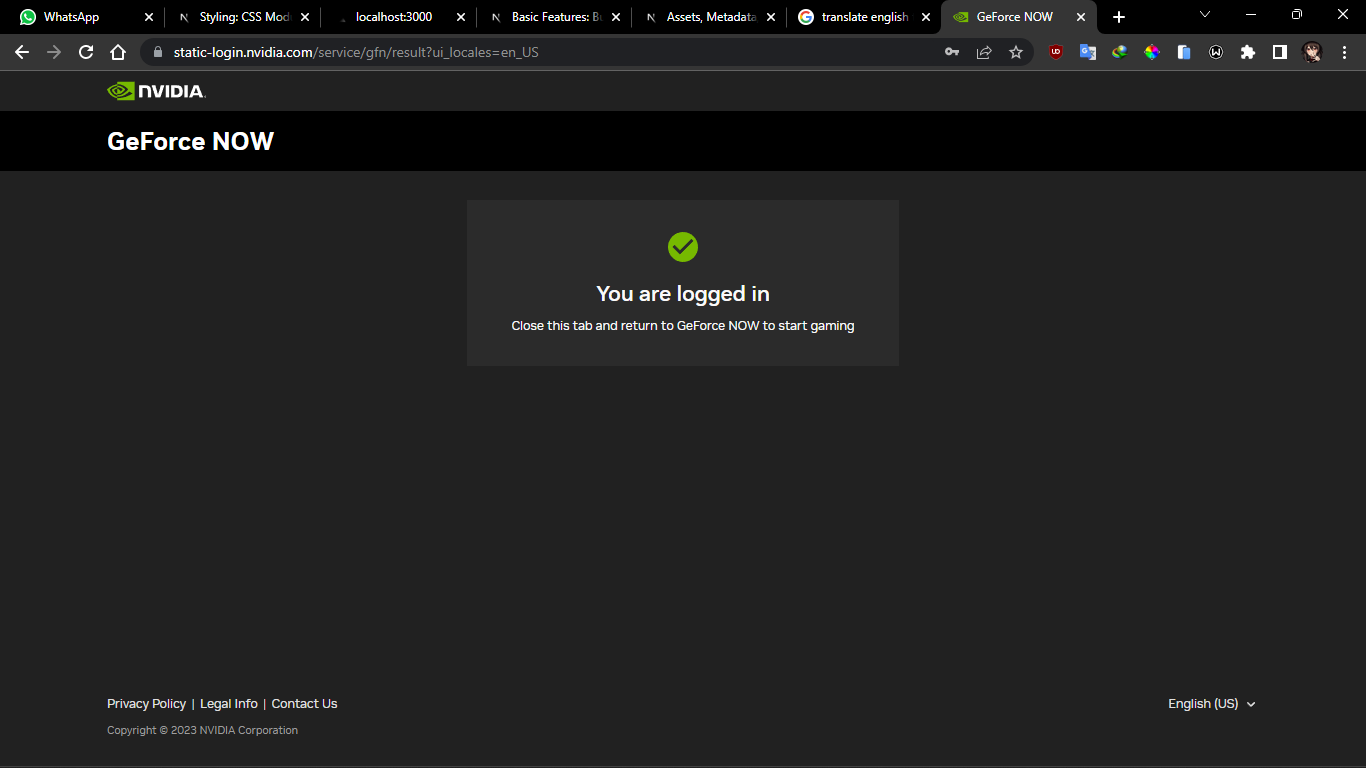 WhatsApp
Styling: CSS Mod
localhost:3000
Basic Features: Bu
Assets, Metadata,
translate english
GeForce NOW
static-login.nvidia.com/service/gfn/result?ui_locales=en_US
NVIDIA.
GeForce NOW
You are logged in
Close this tab and return to GeForce NOW to start gaming
Privacy Policy | Legal Info | Contact Us
English (US)
Copyright © 2023 NVIDIA Corporation